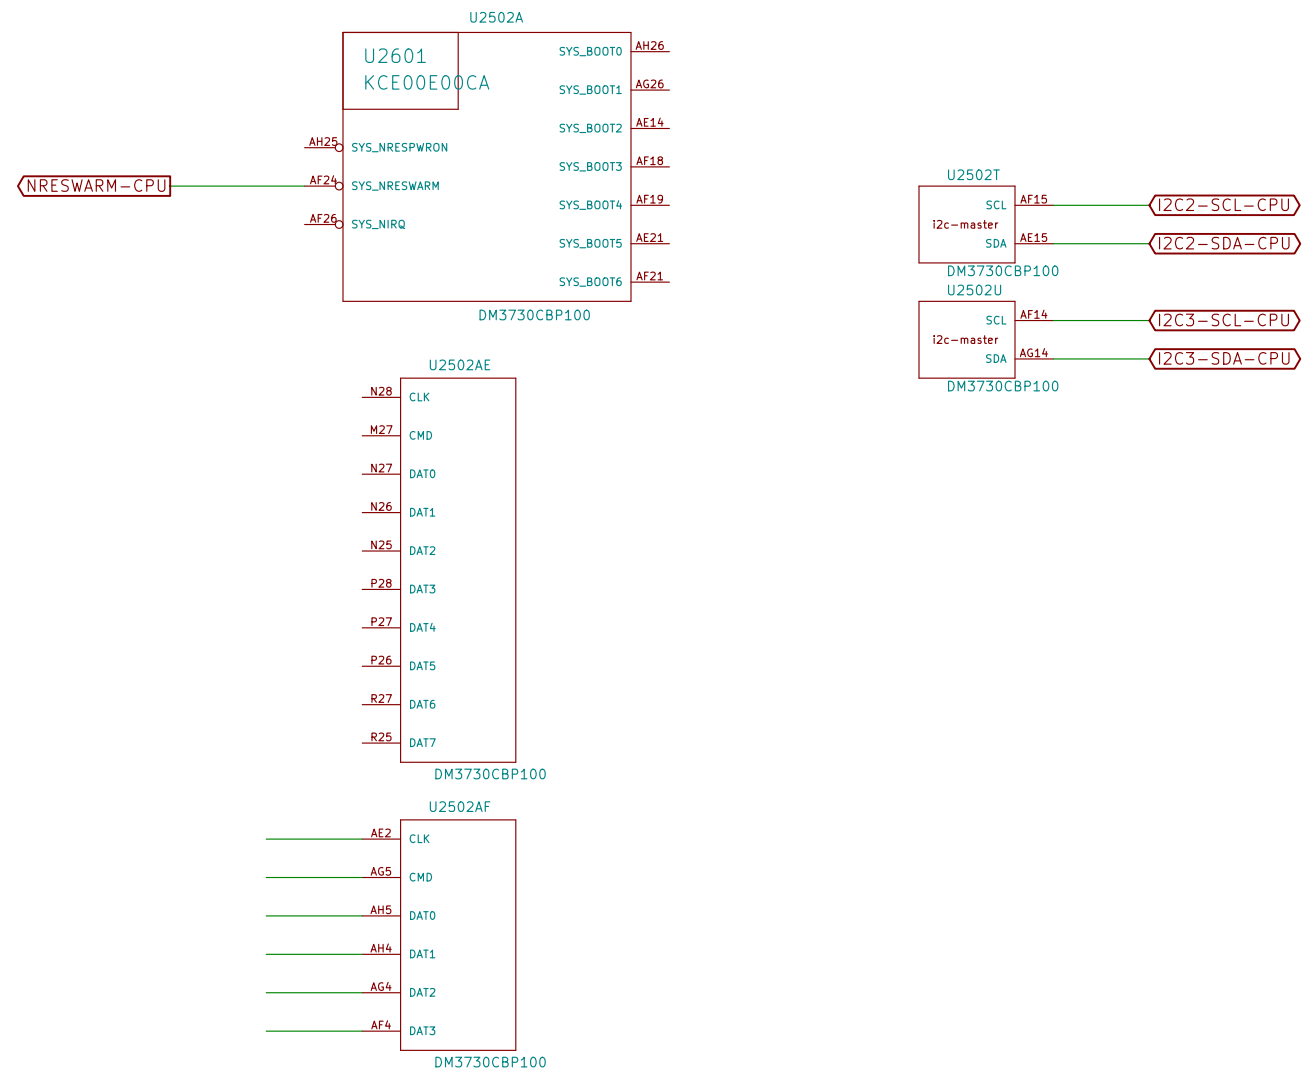 U2502A
U2601
KCE00E00CA
SYS_BOOT0 AH26
SYS_BOOT1 AG26
SYS_BOOT2 AE14
SYS_BOOT3 AF18
SYS_BOOT4 AF19
SYS_BOOT5 AE21
SYS_BOOT6 AF21
AH25 SYS_NRESPWRON
NRESWARM-CPU AF24 SYS_NRESWARM
AF26 SYS_NIRQ
DM3730CBP100
U2502T
SCL AF15 I2C2-SCL-CPU
i2c-master
SDA AE15 I2C2-SDA-CPU
DM3730CBP100
U2502U
SCL AF14 I2C3-SCL-CPU
i2c-master
SDA AG14 I2C3-SDA-CPU
DM3730CBP100
U2502AE
N28 CLK
M27 CMD
N27 DAT0
N26 DAT1
N25 DAT2
P28 DAT3
P27 DAT4
P26 DAT5
R27 DAT6
R25 DAT7
DM3730CBP100
U2502AF
AE2 CLK
AG5 CMD
AH5 DAT0
AH4 DAT1
AG4 DAT2
AF4 DAT3
DM3730CBP100